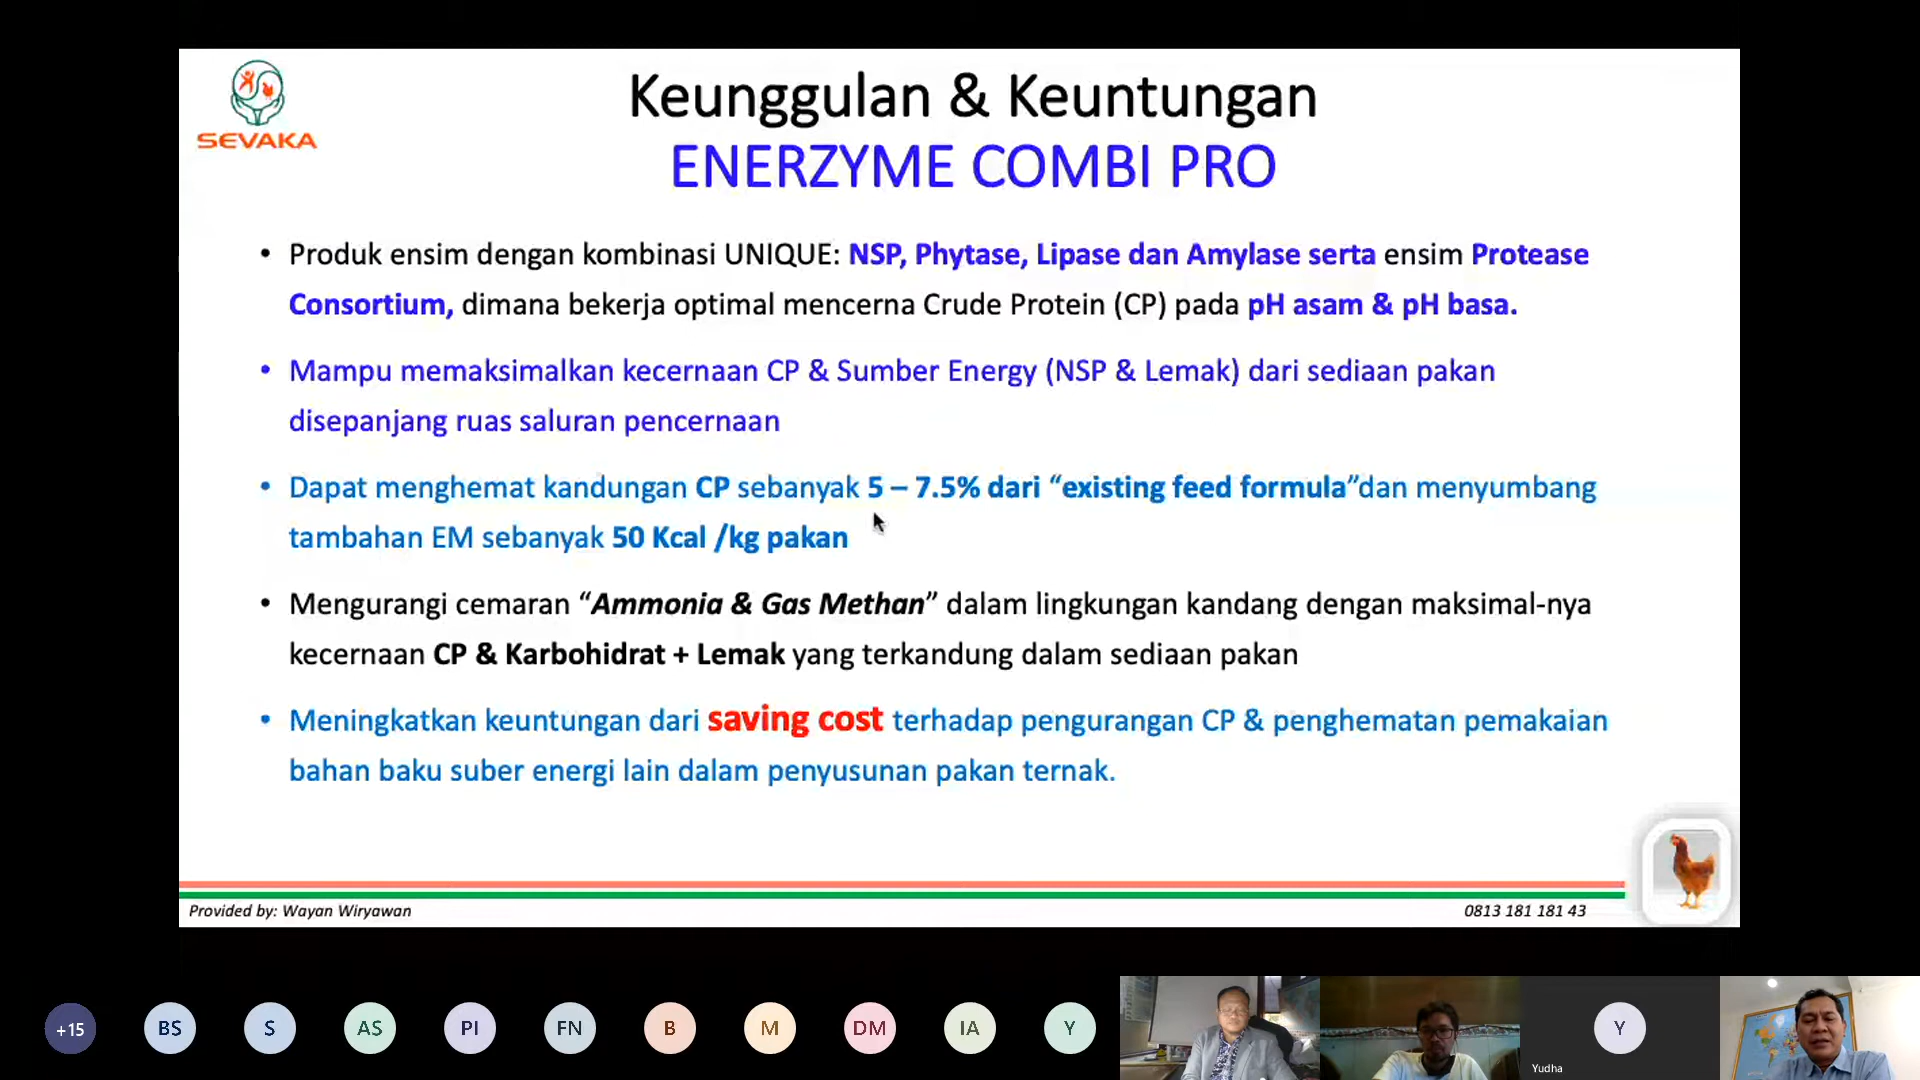 SEVAKA
Keunggulan & Keuntungan
ENERZYME COMBI PRO
• Produk ensim dengan kombinasi UNIQUE: NSP, Phytase, Lipase dan Amylase serta ensim Protease
Consortium, dimana bekerja optimal mencerna Crude Protein (CP) pada pH asam & pH basa.
• Mampu memaksimalkan kecernaan CP & Sumber Energy (NSP & Lemak) dari sediaan pakan
disepanjang ruas saluran pencernaan
• Dapat menghemat kandungan CP sebanyak 5 – 7.5% dari “existing feed formula”dan menyumbang
tambahan EM sebanyak 50 Kcal /kg pakan
• Mengurangi cemaran “Ammonia & Gas Methan” dalam lingkungan kandang dengan maksimal-nya
kecernaan CP & Karbohidrat + Lemak yang terkandung dalam sediaan pakan
• Meningkatkan keuntungan dari saving cost terhadap pengurangan CP & penghematan pemakaian
bahan baku suber energi lain dalam penyusunan pakan ternak.
Provided by: Wayan Wiryawan
0813 181 181 43
+15
BS
S
AS
PI
FN
B
M
DM
IA
Y
Y
Yudha